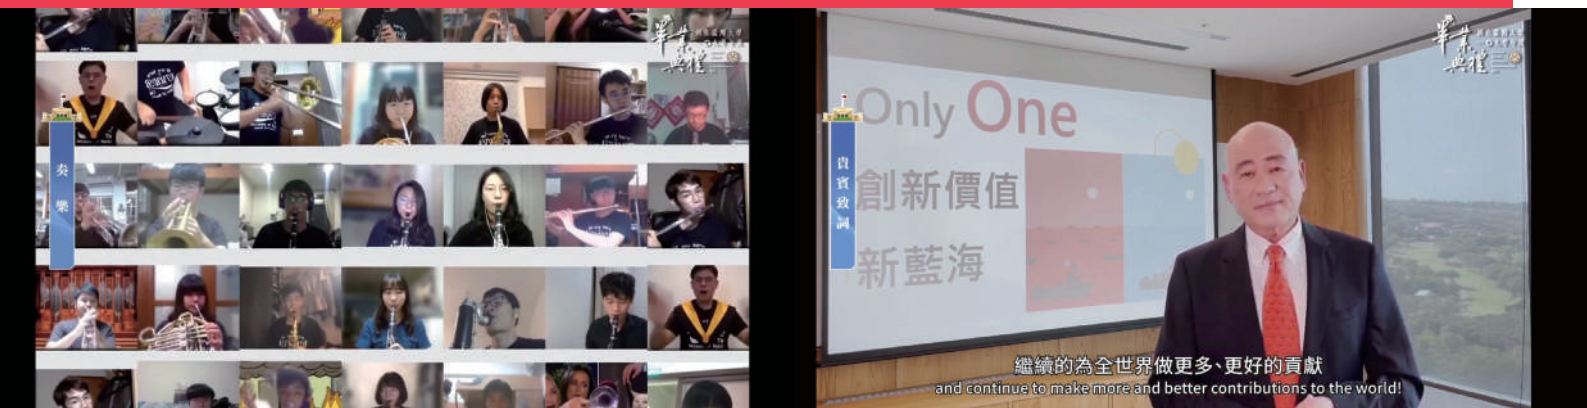 畢業
典禮
奏樂
畢業
典禮
貴賓致詞
Only One
創新價值
新藍海
繼續的為全世界做更多、更好的貢獻
and continue to make more and better contributions to the world!